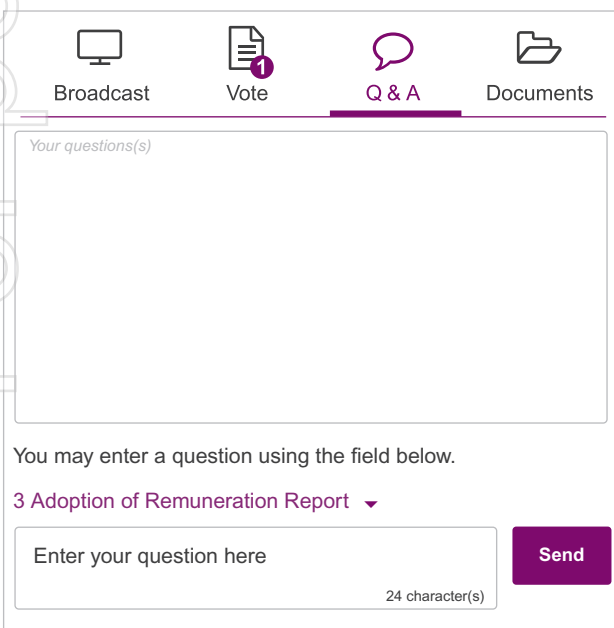 1
Broadcast Vote Q & A Documents
Your questions(s)
You may enter a question using the field below.
3 Adoption of Remuneration Report
Enter your question here
Send
24 character(s)